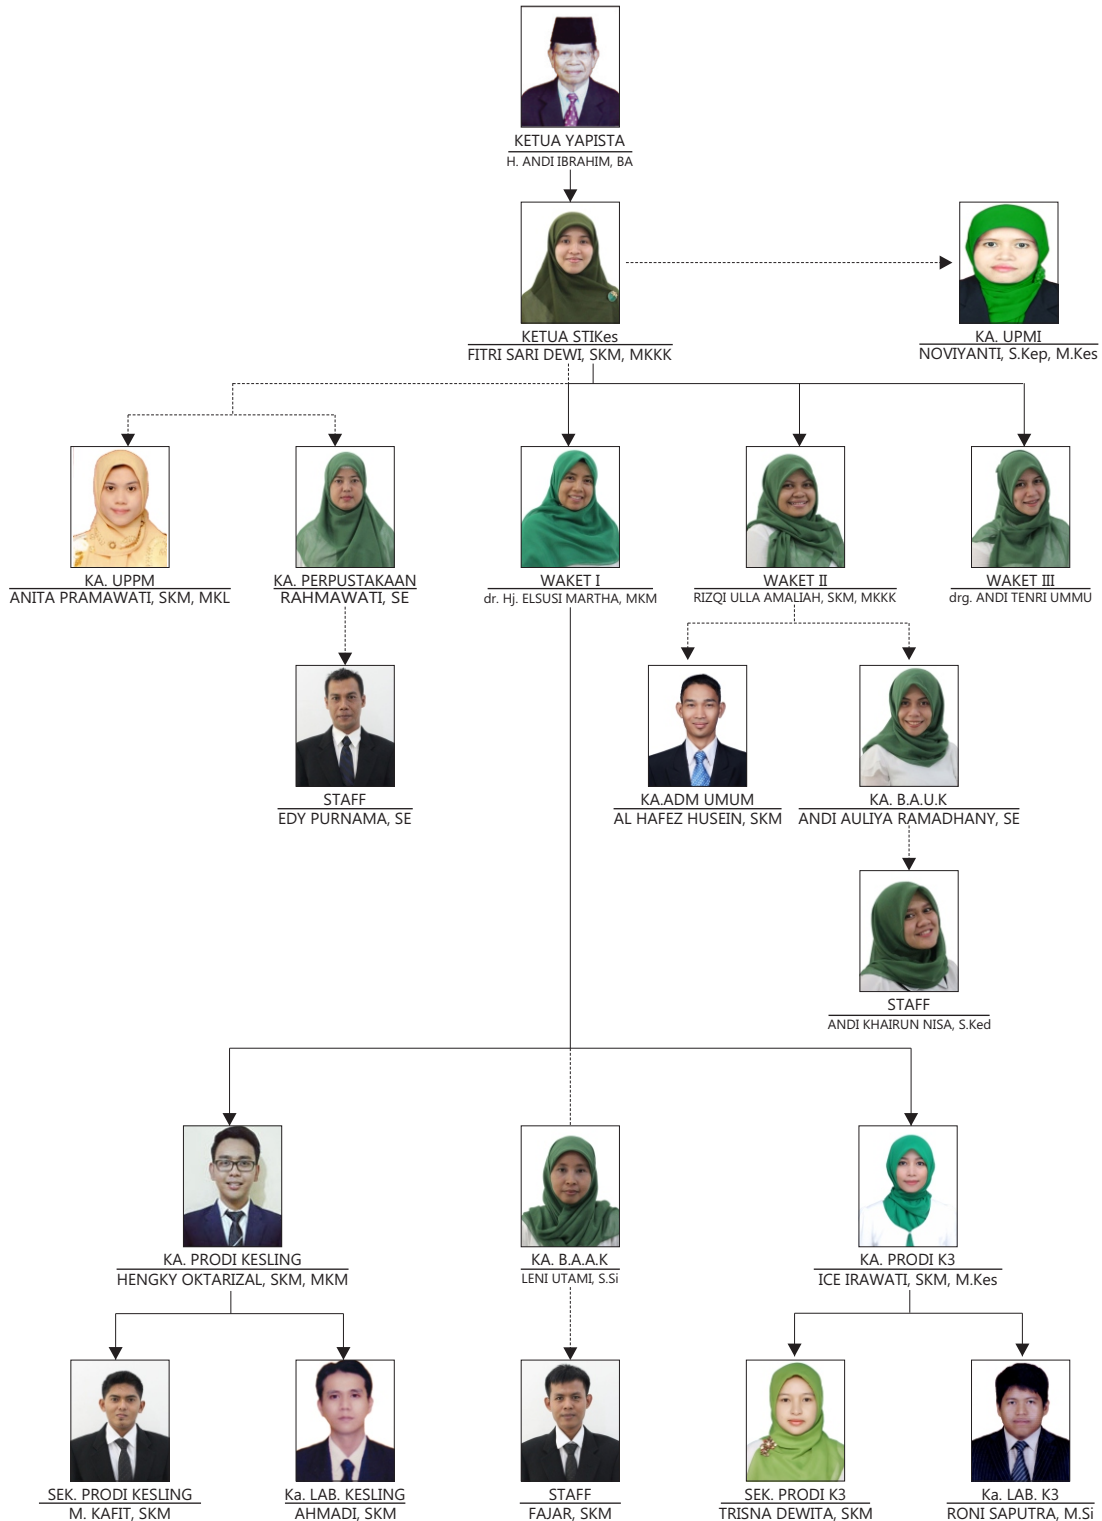 KETUA YAPISTA
H. ANDI IBRAHIM, BA
KETUA STIKes
FITRI SARI DEWI, SKM, MKKK
KA. UPMI
NOVIYANTI, S.Kep, M.Kes
KA. UPPM
ANITA PRAMAWATI, SKM, MKL
KA. PERPUSTAKAAN
RAHMAWATI, SE
WAKET I
dr. Hj. ELSUSI MARTHA, MKM
WAKET II
RIZQI ULLA AMALIAH, SKM, MKKK
WAKET III
drg. ANDI TENRI UMMU
STAFF
EDY PURNAMA, SE
KA.ADM UMUM
AL HAFEZ HUSEIN, SKM
KA. B.A.U.K
ANDI AULIYA RAMADHANY, SE
STAFF
ANDI KHAIRUN NISA, S.Ked
KA. PRODI KESLING
HENGKY OKTARIZAL, SKM, MKM
KA. B.A.A.K
LENI UTAMI, S.Si
KA. PRODI K3
ICE IRAWATI, SKM, M.Kes
SEK. PRODI KESLING
M. KAFIT, SKM
Ka. LAB. KESLING
AHMADI, SKM
STAFF
FAJAR, SKM
SEK. PRODI K3
TRISNA DEWITA, SKM
Ka. LAB. K3
RONI SAPUTRA, M.Si